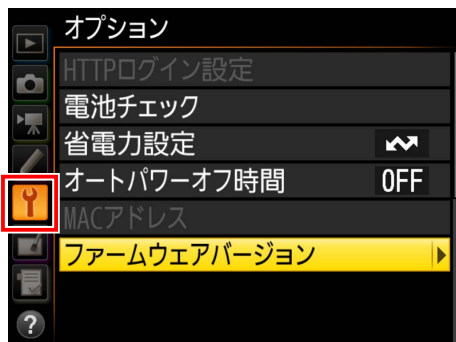 オプション
HTTPログイン設定
電池チェック
省電力設定
オートパワーオフ時間 OFF
MACアドレス
ファームウェアバージョン
?